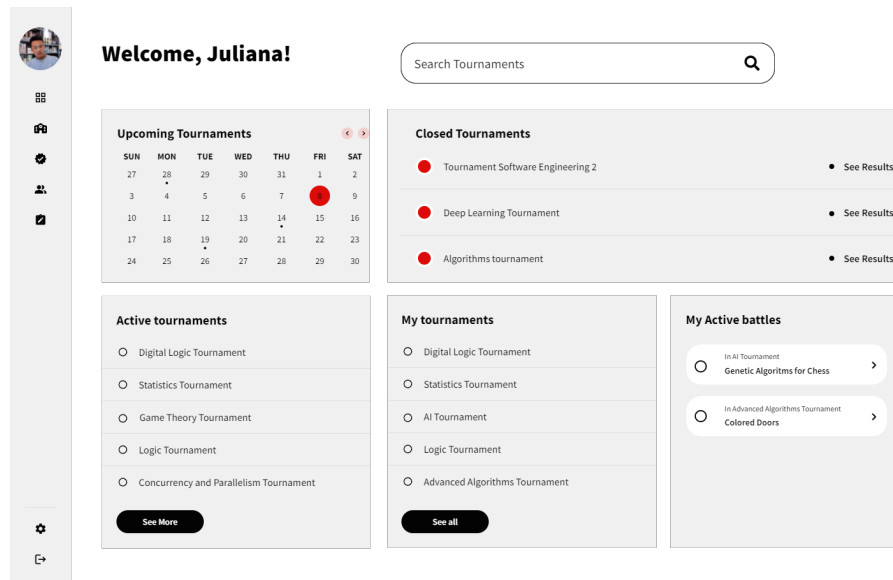 Welcome, Juliana!
Search Tournaments
Upcoming Tournaments
SUN MON TUE WED THU FRI SAT
27 28 29 30 31 1 2
3 4 5 6 7 8 9
10 11 12 13 14 15 16
17 18 19 20 21 22 23
24 25 26 27 28 29 30
Closed Tournaments
Tournament Software Engineering 2 See Results
Deep Learning Tournament See Results
Algorithms tournament See Results
Active tournaments
Digital Logic Tournament
Statistics Tournament
Game Theory Tournament
Logic Tournament
Concurrency and Parallelism Tournament
See More
My tournaments
Digital Logic Tournament
Statistics Tournament
AI Tournament
Logic Tournament
Advanced Algorithms Tournament
See all
My Active battles
In AI Tournament
Genetic Algoritms for Chess
In Advanced Algorithms Tournament
Colored Doors